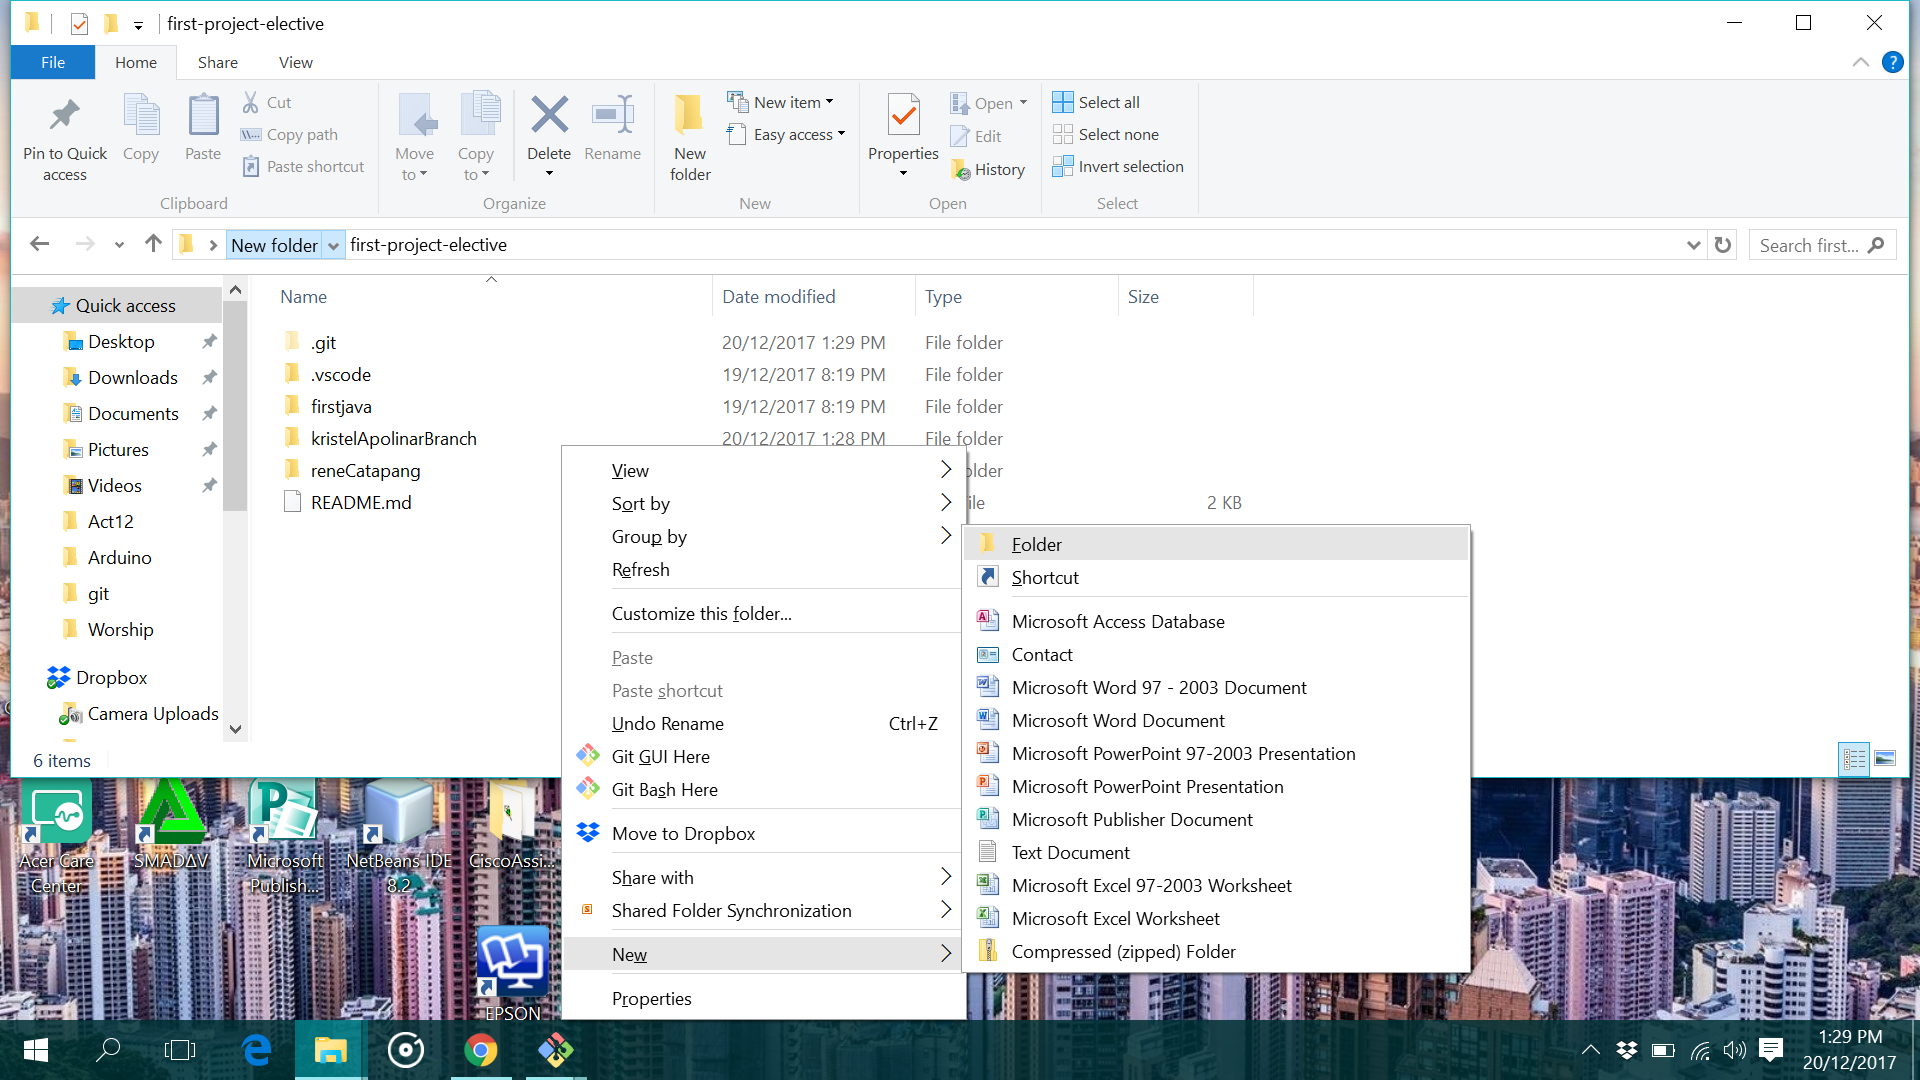 first-project-elective
File
Home
Share
View
?
Pin to Quick
access
Copy
Paste
Cut
Copy path
Paste shortcut
Clipboard
Move
to
Copy
to
Delete
Rename
Organize
New
folder
New item
Easy access
New
Properties
Open
Edit
History
Open
Select all
Select none
Invert selection
Select
New folder
first-project-elective
Search first...
Quick access
Desktop
Downloads
Documents
Pictures
Videos
Act12
Arduino
git
Worship
Dropbox
Camera Uploads
Name Date modified Type Size
.git 20/12/2017 1:29 PM File folder
.vscode 19/12/2017 8:19 PM File folder
firstjava 19/12/2017 8:19 PM File folder
kristelApolinarBranch 20/12/2017 1:28 PM File folder
reneCatapang older
README.md ile 2 KB
6 items
View
Sort by
Group by
Refresh
Customize this folder...
Paste
Paste shortcut
Undo Rename Ctrl+Z
Git GUI Here
Git Bash Here
Move to Dropbox
Share with
Shared Folder Synchronization
New
Properties
Folder
Shortcut
Microsoft Access Database
Contact
Microsoft Word 97 - 2003 Document
Microsoft Word Document
Microsoft PowerPoint 97-2003 Presentation
Microsoft PowerPoint Presentation
Microsoft Publisher Document
Text Document
Microsoft Excel 97-2003 Worksheet
Microsoft Excel Worksheet
Compressed (zipped) Folder
Acer Care
Center
SMADΔV
Microsoft
Publish...
NetBeans IDE
8.2
CiscoAssi...
EPSON
1:29 PM
20/12/2017